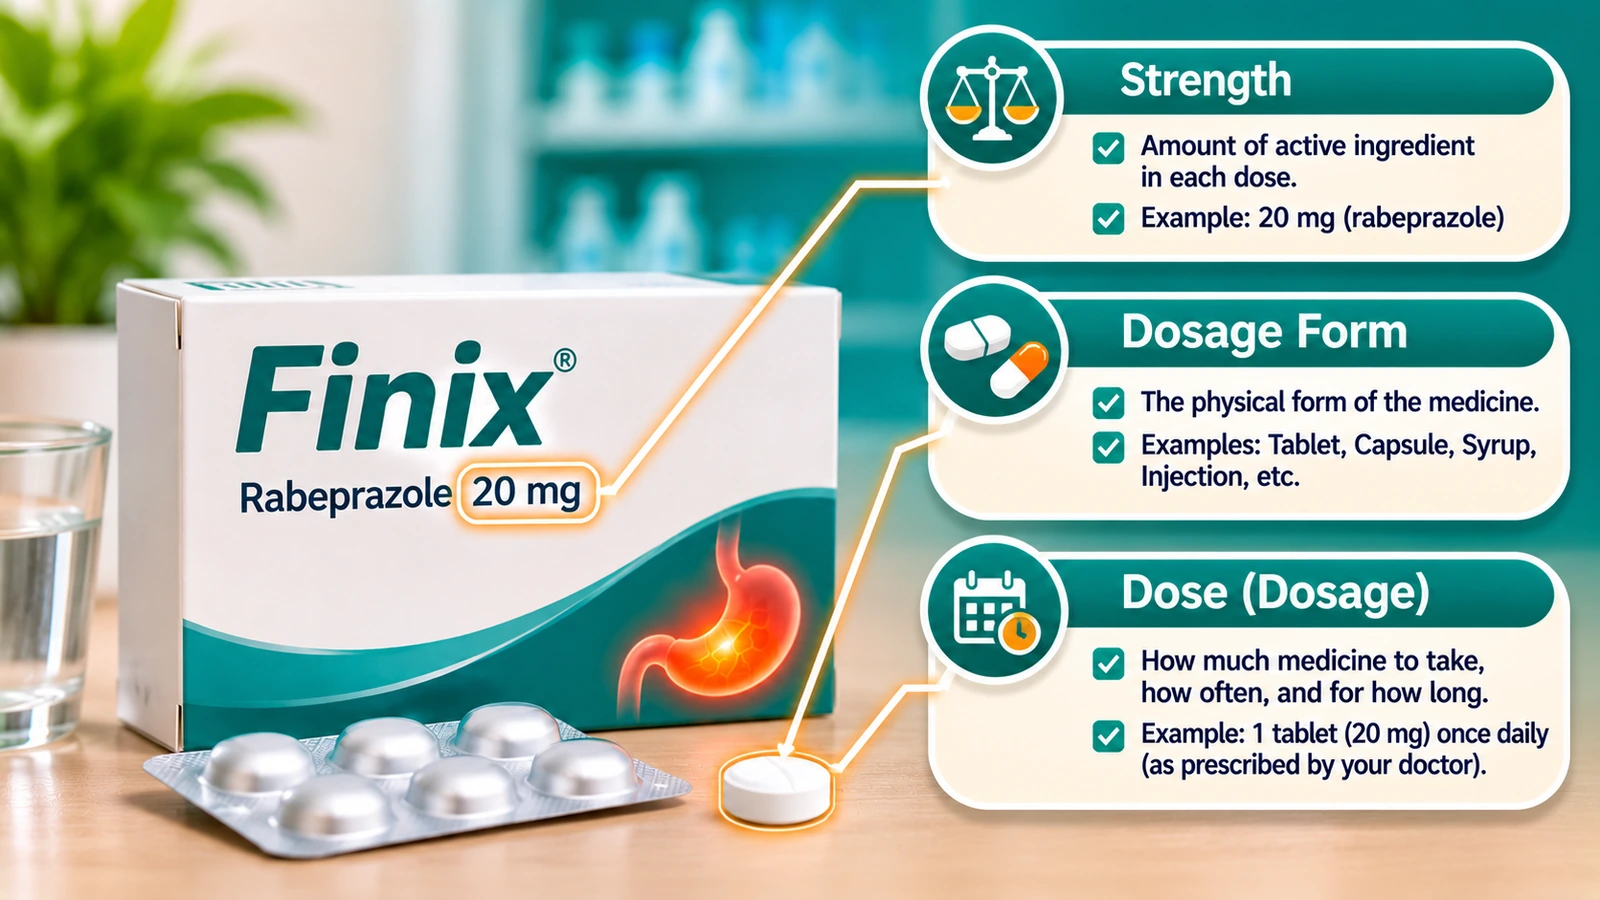 Finix®
Rabeprazole 20 mg
Strength
Amount of active ingredient
in each dose.
Example: 20 mg (rabeprazole)
Dosage Form
The physical form of the medicine.
Examples: Tablet, Capsule, Syrup,
Injection, etc.
Dose (Dosage)
How much medicine to take,
how often, and for how long.
Example: 1 tablet (20 mg) once daily
(as prescribed by your doctor).